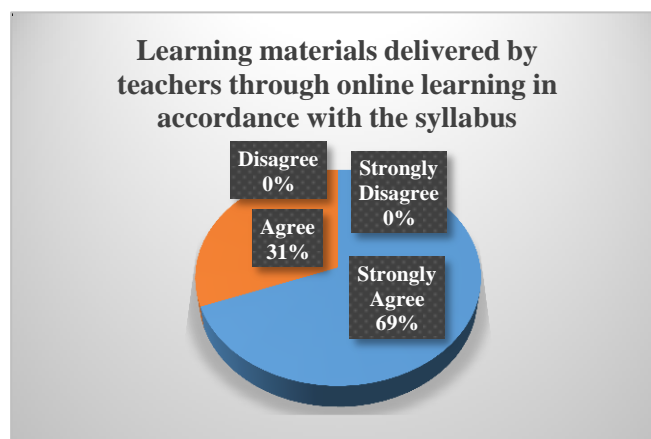 Learning materials delivered by
teachers through online learning in
accordance with the syllabus
Disagree
0%
Strongly
Disagree
0%
Agree
31%
Strongly
Agree
69%